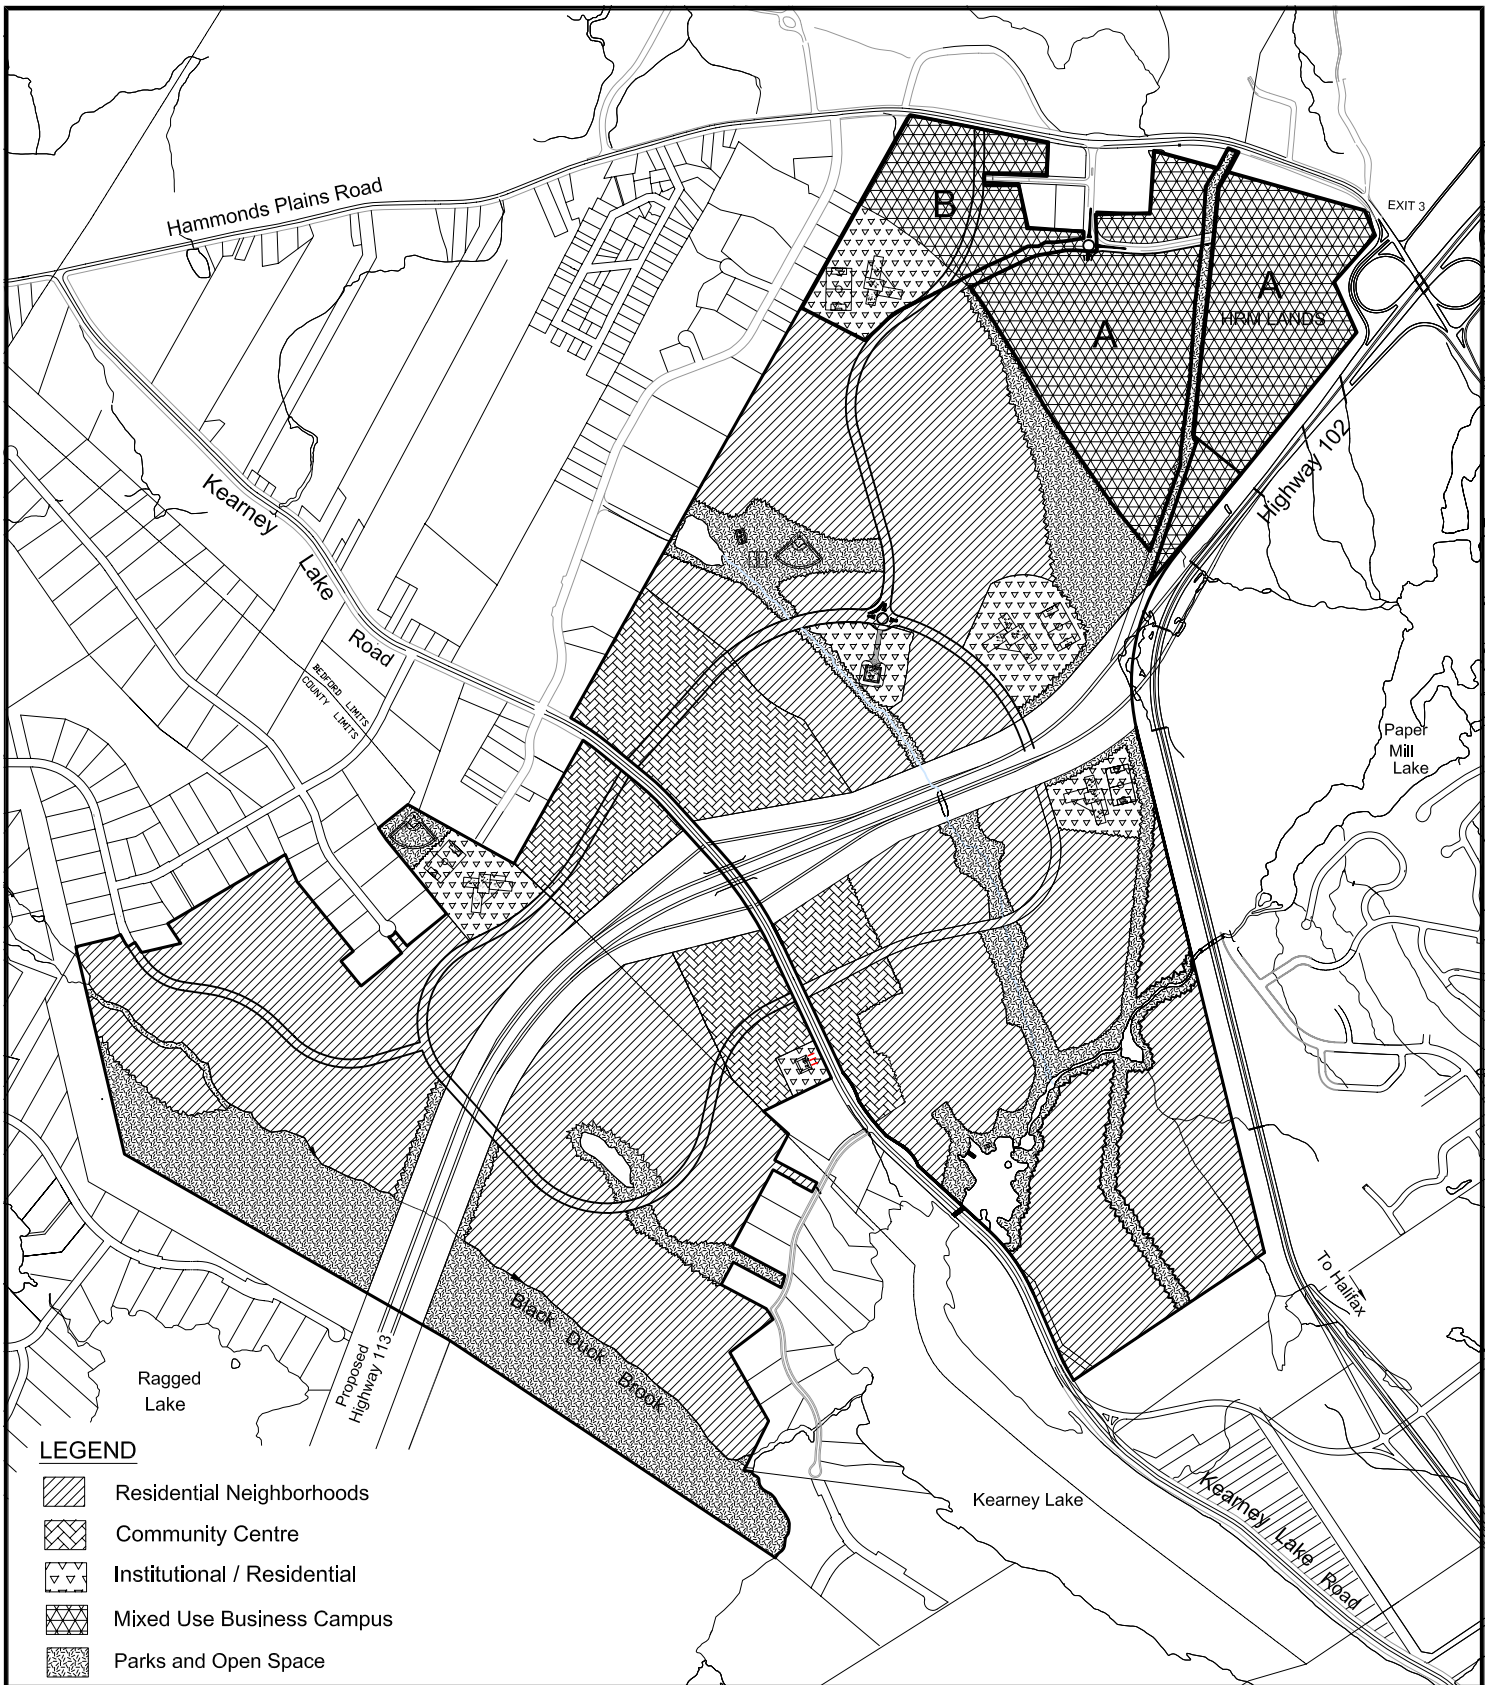 Hammonds Plains Road
EXIT 3
B
A
HRM LANDS
A
Highway 102
Kearney
Lake
Road
BEDFORD LIMITS
COUNTY LIMITS
Paper
Mill
Lake
To Halifax
Black Duck Brook
Proposed
Highway 113
Ragged
Lake
Kearney Lake
Kearney Lake Road
LEGEND
Residential Neighborhoods
Community Centre
Institutional / Residential
Mixed Use Business Campus
Parks and Open Space